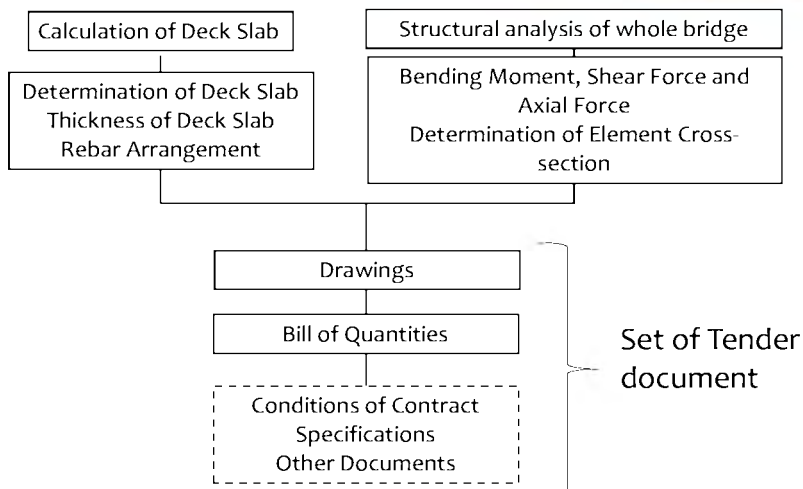 Calculation of Deck Slab
Structural analysis of whole bridge
Determination of Deck Slab
Thickness of Deck Slab
Rebar Arrangement
Bending Moment, Shear Force and
Axial Force
Determination of Element Cross-
section
Drawings
Bill of Quantities
Conditions of Contract
Specifications
Other Documents
Set of Tender
document